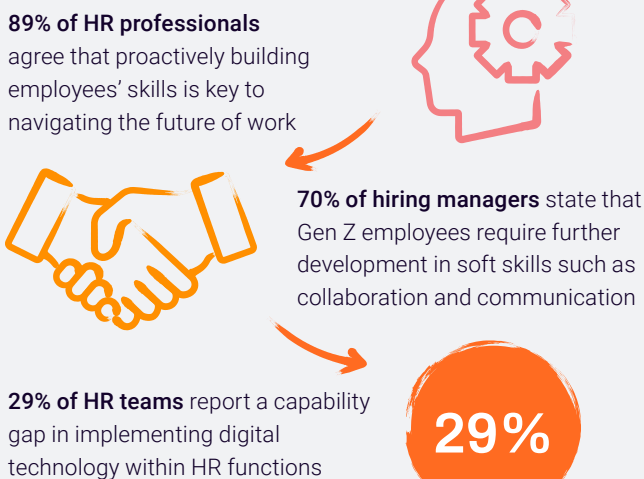 89% of HR professionals
agree that proactively building
employees’ skills is key to
navigating the future of work
70% of hiring managers state that
Gen Z employees require further
development in soft skills such as
collaboration and communication
29% of HR teams report a capability
gap in implementing digital
technology within HR functions
29%